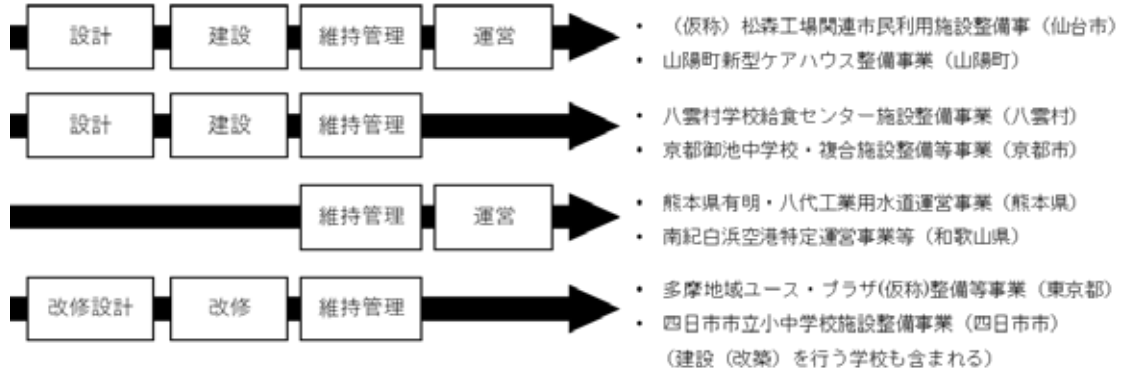 設計 建設 維持管理 運営
• （仮称）松森工場関連市民利用施設整備事（仙台市）
• 山陽町新型ケアハウス整備事業（山陽町）
設計 建設 維持管理
• 八雲村学校給食センター施設整備事業（八雲村）
• 京都御池中学校・複合施設整備等事業（京都市）
維持管理 運営
• 熊本県有明・八代工業用水道運営事業（熊本県）
• 南紀白浜空港特定運営事業等（和歌山県）
改修設計 改修 維持管理
• 多摩地域ユース・プラザ(仮称)整備等事業（東京都）
• 四日市市立小中学校施設整備事業（四日市市）
（建設（改築）を行う学校も含まれる）